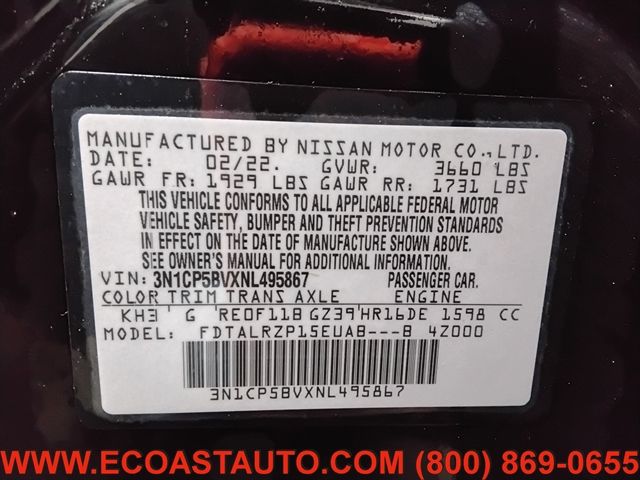 MANUFACTURED BY NISSAN MOTOR CO.,LTD.
DATE: 02/22. GVWR: 3660 LBS
GAWR FR: 1929 LBS GAWR RR: 1731 LBS
THIS VEHICLE CONFORMS TO ALL APPLICABLE FEDERAL MOTOR
VEHICLE SAFETY, BUMPER AND THEFT PREVENTION STANDARDS
IN EFFECT ON THE DATE OF MANUFACTURE SHOWN ABOVE.
SEE OWNER'S MANUAL FOR ADDITIONAL INFORMATION.
VIN: 3N1CP5BVXNL495867 PASSENGER CAR.
COLOR TRIM TRANS AXLE ENGINE
KH3 G RE0F11B GZ39 HR16DE 1598 CC
MODEL: FDTALRZP15EUAB---B 4Z000
3N1CP5BVXNL495867
WWW.ECOASTAUTO.COM (800) 869-0655